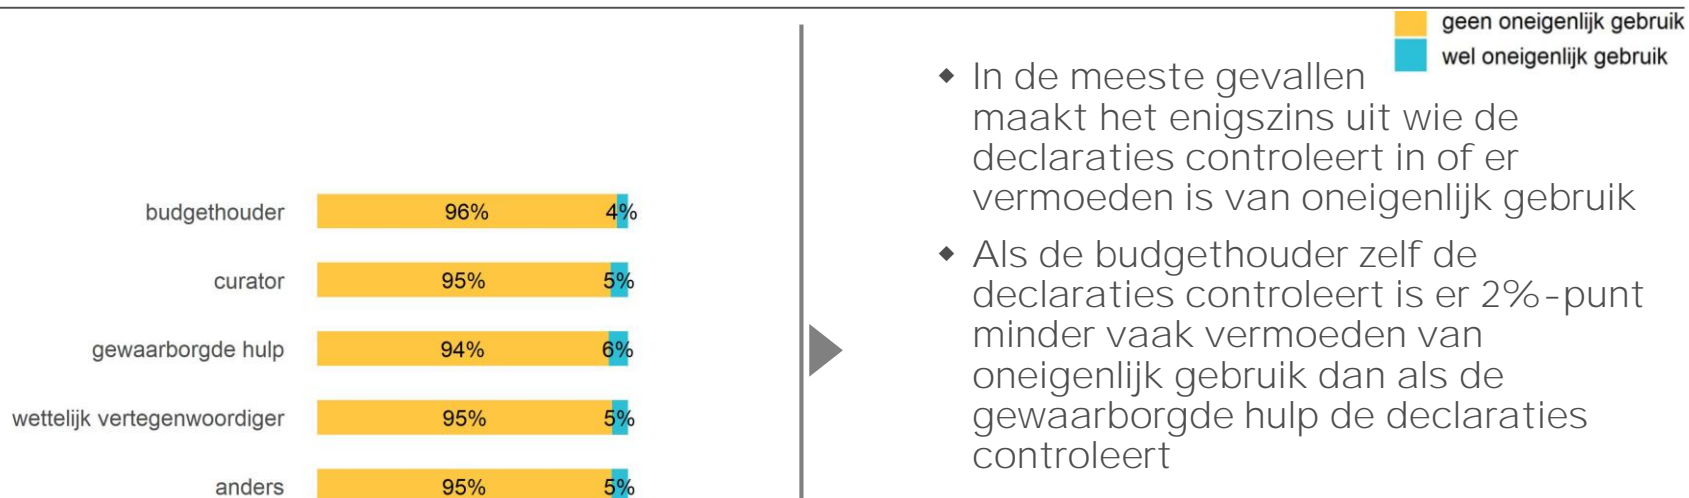 geen oneigenlijk gebruik
wel oneigenlijk gebruik
budgethouder 96% 4%
curator 95% 5%
gewaarborgde hulp 94% 6%
wettelijk vertegenwoordiger 95% 5%
anders 95% 5%
◆ In de meeste gevallen
maakt het enigszins uit wie de
declaraties controleert in of er
vermoeden is van oneigenlijk gebruik
◆ Als de budgethouder zelf de
declaraties controleert is er 2%-punt
minder vaak vermoeden van
oneigenlijk gebruik dan als de
gewaarborgde hulp de declaraties
controleert